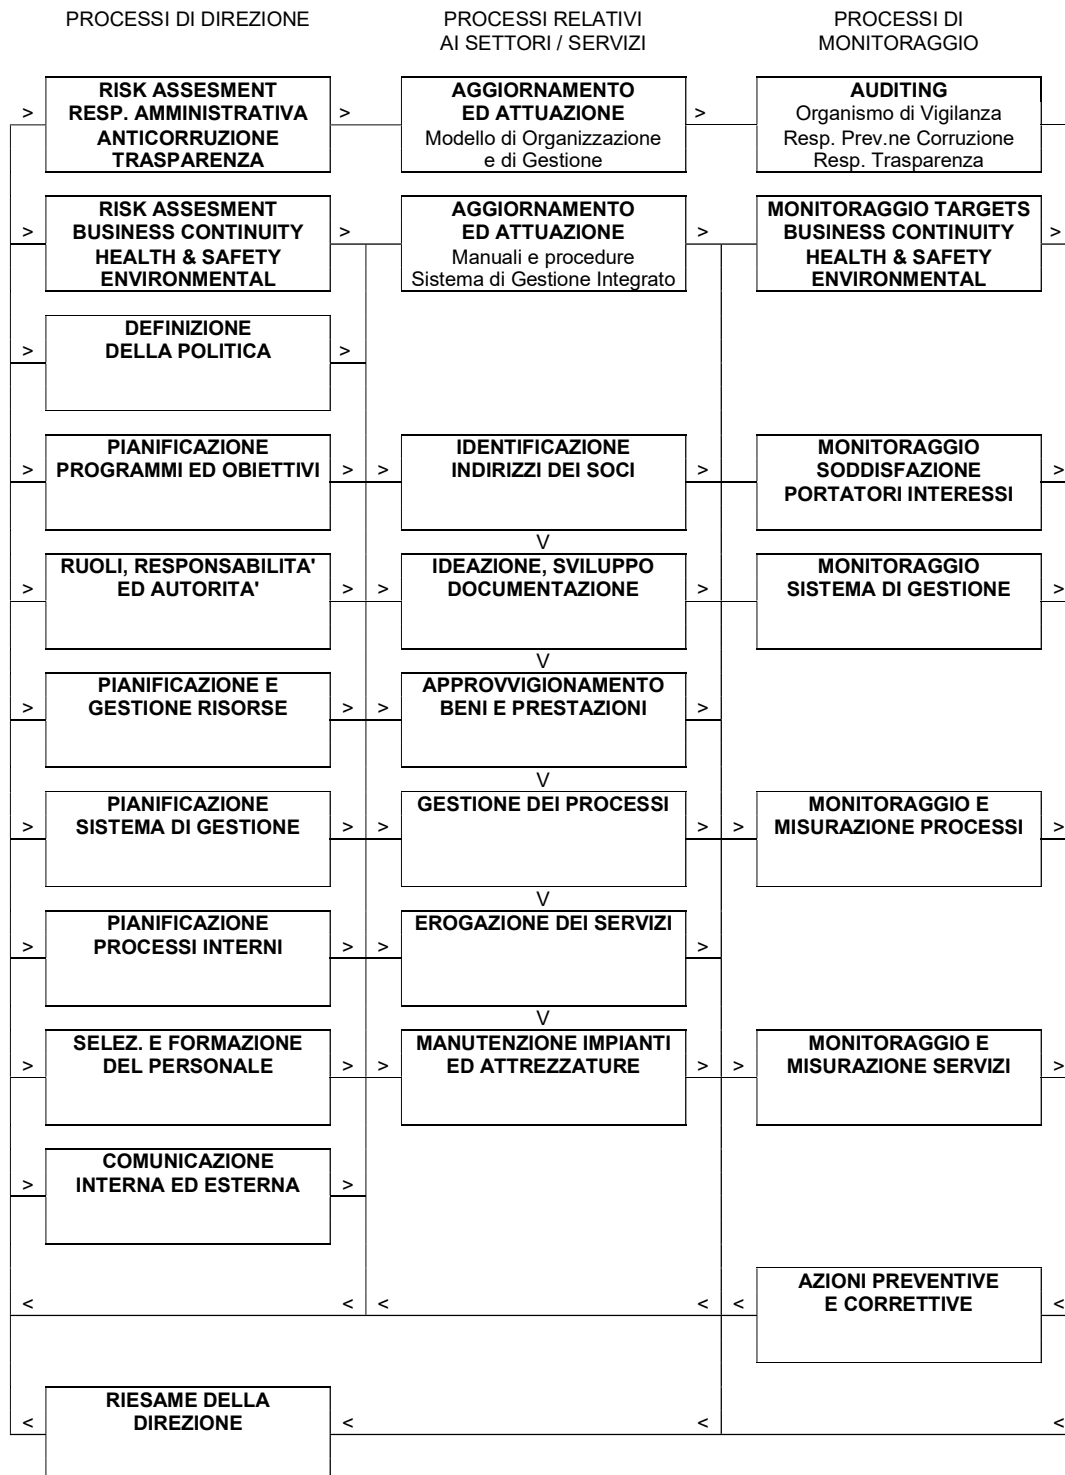 PROCESSI DI DIREZIONE
PROCESSI RELATIVI
AI SETTORI / SERVIZI
PROCESSI DI
MONITORAGGIO
RISK ASSESMENT
> RESP. AMMINISTRATIVA >
ANTICORRUZIONE
TRASPARENZA
AGGIORNAMENTO
ED ATTUAZIONE >
Modello di Organizzazione
e di Gestione
AUDITING
Organismo di Vigilanza
Resp. Prev.ne Corruzione
Resp. Trasparenza
RISK ASSESMENT
> BUSINESS CONTINUITY >
HEALTH & SAFETY
ENVIRONMENTAL
AGGIORNAMENTO
ED ATTUAZIONE >
Manuali e procedure
Sistema di Gestione Integrato
MONITORAGGIO TARGETS
BUSINESS CONTINUITY >
HEALTH & SAFETY
ENVIRONMENTAL
DEFINIZIONE
> DELLA POLITICA >
PIANIFICAZIONE
> PROGRAMMI ED OBIETTIVI > >
IDENTIFICAZIONE
INDIRIZZI DEI SOCI >
MONITORAGGIO
SODDISFAZIONE >
PORTATORI INTERESSI
V
RUOLI, RESPONSABILITA'
> ED AUTORITA' > >
IDEAZIONE, SVILUPPO
DOCUMENTAZIONE >
MONITORAGGIO
SISTEMA DI GESTIONE >
V
PIANIFICAZIONE E
> GESTIONE RISORSE > >
APPROVVIGIONAMENTO
BENI E PRESTAZIONI >
V
PIANIFICAZIONE
> SISTEMA DI GESTIONE > >
GESTIONE DEI PROCESSI
> >
MONITORAGGIO E
MISURAZIONE PROCESSI >
V
PIANIFICAZIONE
> PROCESSI INTERNI > >
EROGAZIONE DEI SERVIZI
>
V
SELEZ. E FORMAZIONE
> DEL PERSONALE > >
MANUTENZIONE IMPIANTI
ED ATTREZZATURE > >
MONITORAGGIO E
MISURAZIONE SERVIZI >
COMUNICAZIONE
> INTERNA ED ESTERNA >
AZIONI PREVENTIVE
< < < < < E CORRETTIVE <
RIESAME DELLA
< DIREZIONE < < <